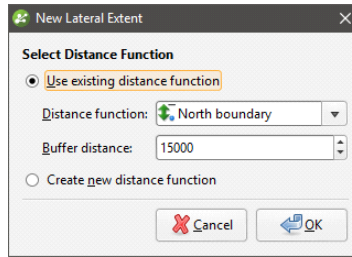 New Lateral Extent
Select Distance Function
Use existing distance function
Distance function: North boundary
Buffer distance: 15000
Create new distance function
Cancel OK